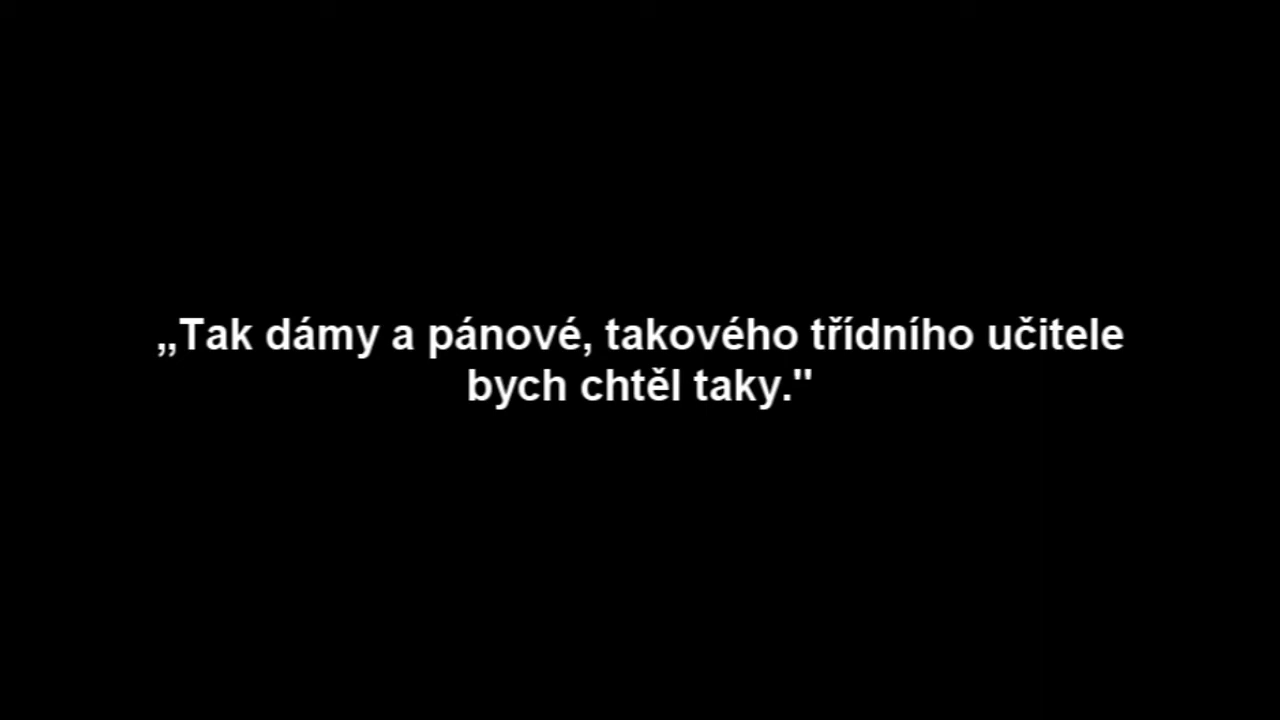 „Tak dámy a pánové, takového třídního učitele
bych chtěl taky."